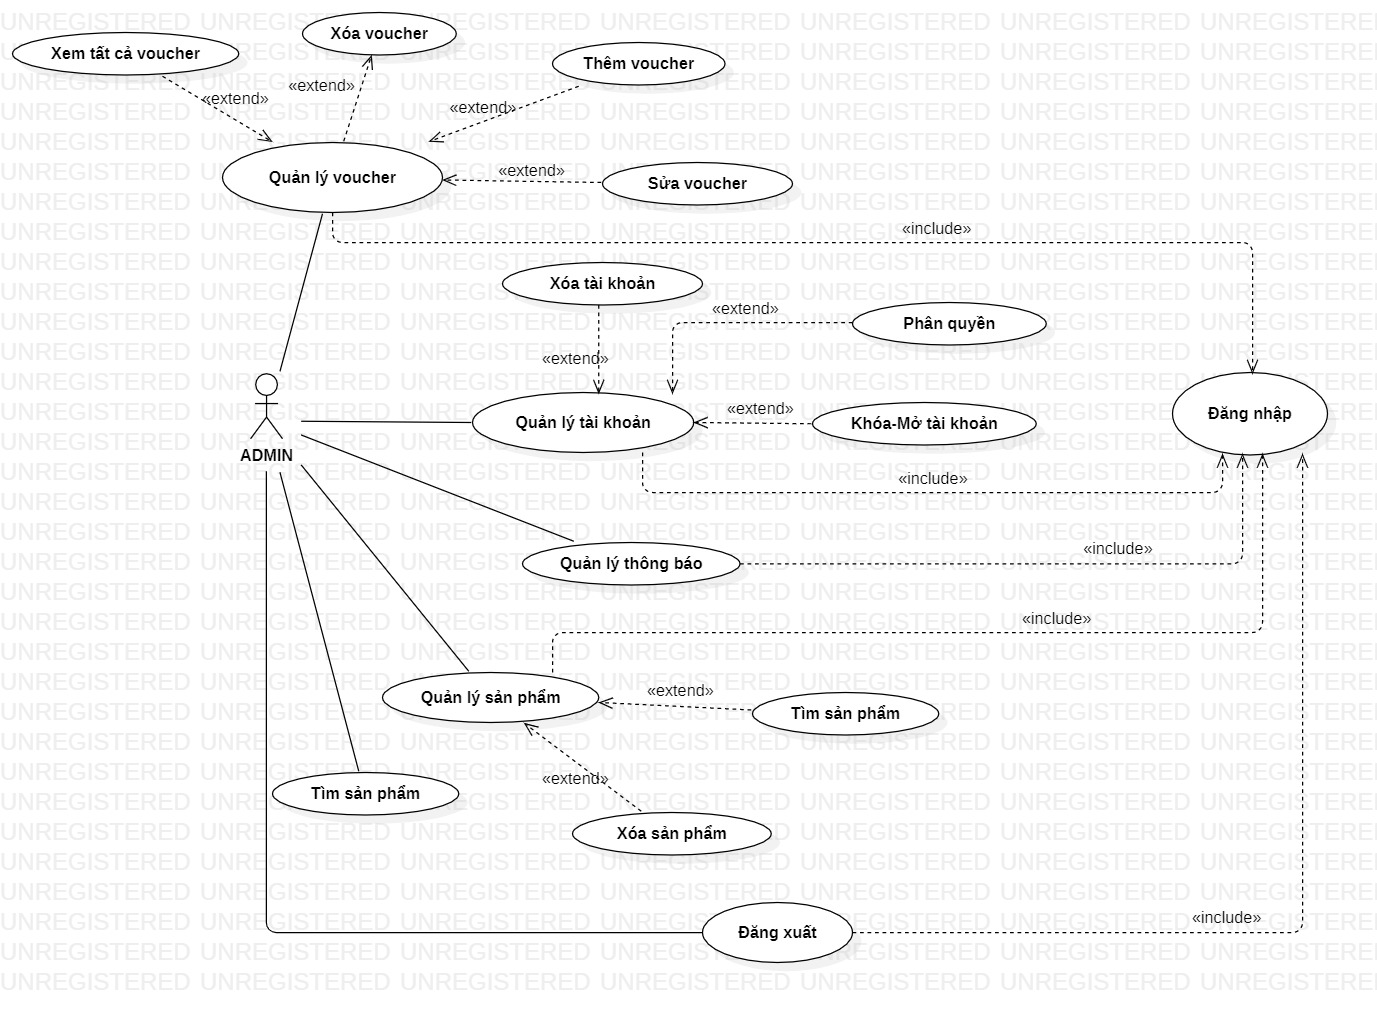 Xem tất cả voucher
Xóa voucher
Thêm voucher
«extend»
«extend»
«extend»
Quản lý voucher
«extend»
Sửa voucher
«include»
Xóa tài khoản
«extend»
Phân quyền
«extend»
Quản lý tài khoản
«extend»
Khóa-Mở tài khoản
Đăng nhập
ADMIN
«include»
Quản lý thông báo
«include»
«include»
Quản lý sản phẩm
«extend»
Tìm sản phẩm
«extend»
Tìm sản phẩm
Xóa sản phẩm
Đăng xuất
«include»
UNREGISTERED